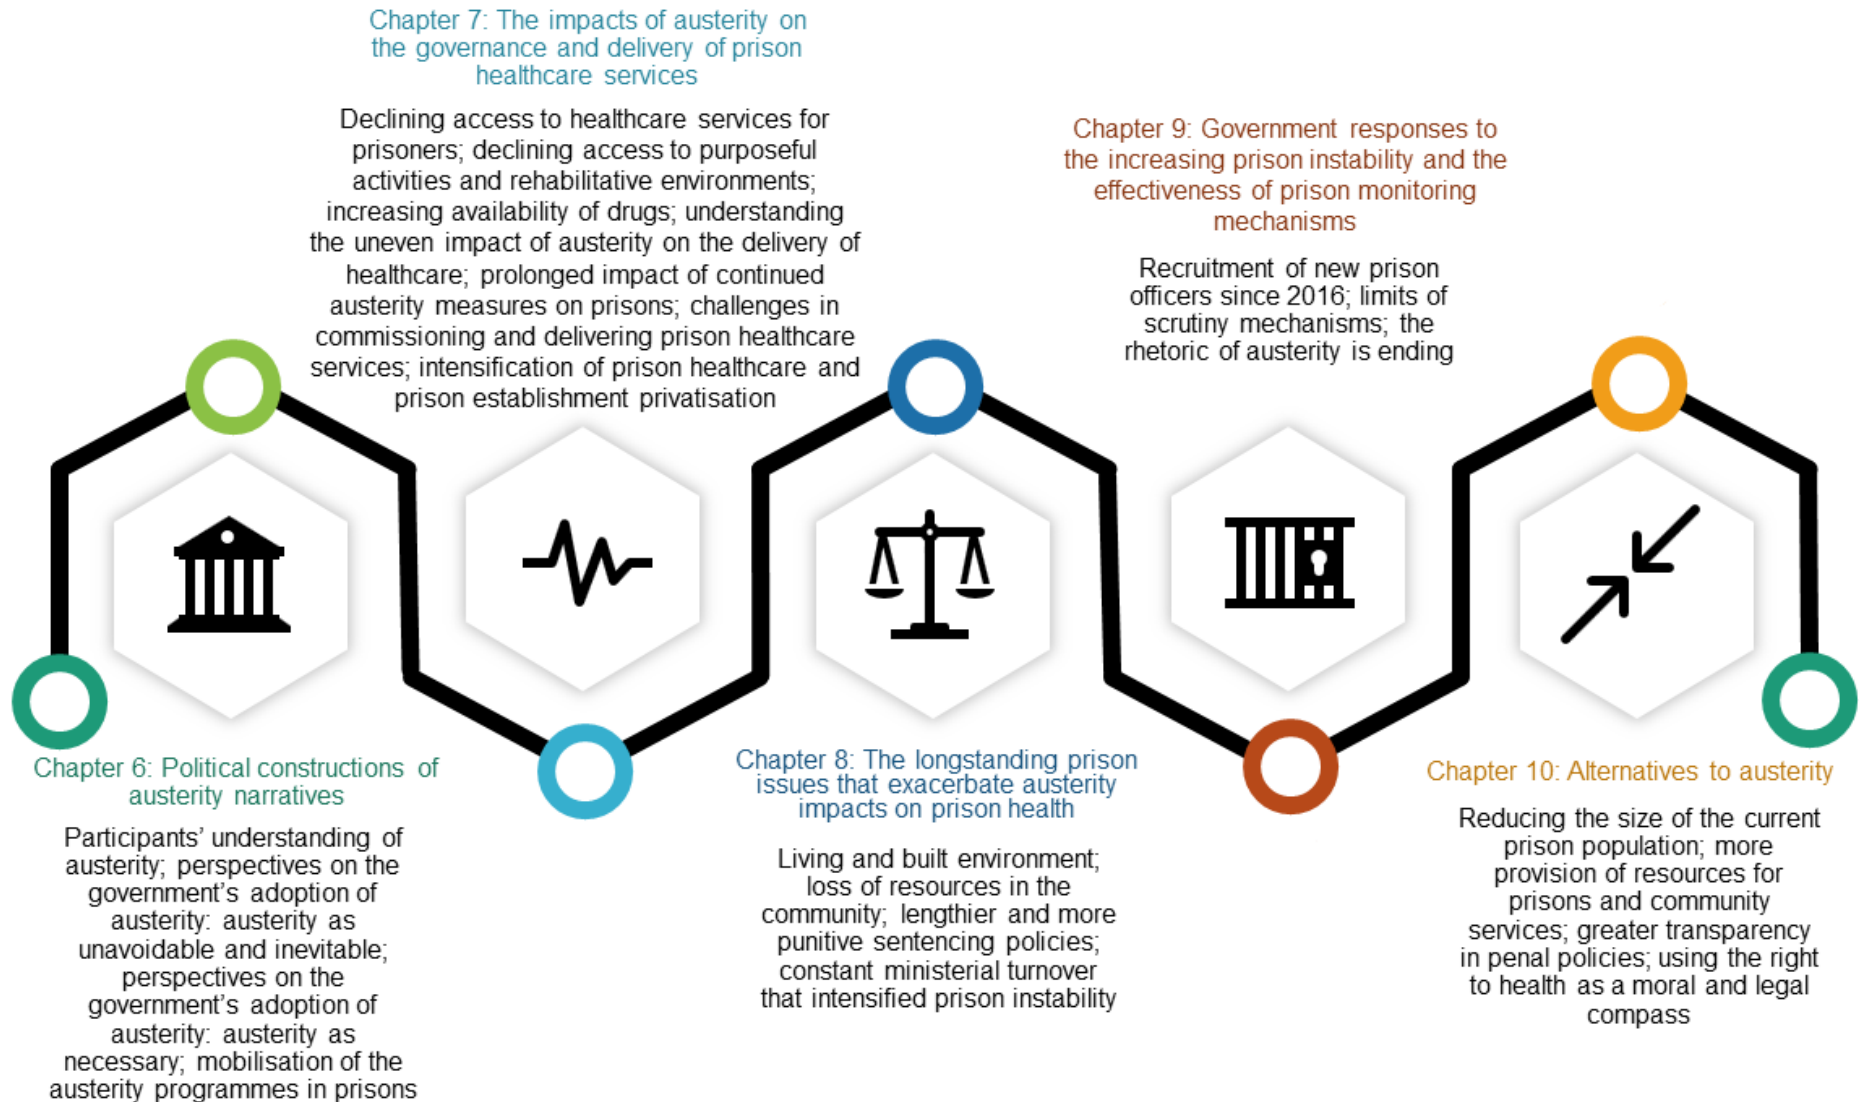 Chapter 7: The impacts of austerity on
the governance and delivery of prison
healthcare services
Declining access to healthcare services for
prisoners; declining access to purposeful
activities and rehabilitative environments;
increasing availability of drugs; understanding
the uneven impact of austerity on the delivery of
healthcare; prolonged impact of continued
austerity measures on prisons; challenges in
commissioning and delivering prison healthcare
services; intensification of prison healthcare and
prison establishment privatisation
Chapter 9: Government responses to
the increasing prison instability and the
effectiveness of prison monitoring
mechanisms
Recruitment of new prison
officers since 2016; limits of
scrutiny mechanisms; the
rhetoric of austerity is ending
Chapter 6: Political constructions of
austerity narratives
Participants’ understanding of
austerity; perspectives on the
government’s adoption of
austerity: austerity as
unavoidable and inevitable;
perspectives on the
government’s adoption of
austerity: austerity as
necessary; mobilisation of the
austerity programmes in prisons
Chapter 8: The longstanding prison
issues that exacerbate austerity
impacts on prison health
Living and built environment;
loss of resources in the
community; lengthier and more
punitive sentencing policies;
constant ministerial turnover
that intensified prison instability
Chapter 10: Alternatives to austerity
Reducing the size of the current
prison population; more
provision of resources for
prisons and community
services; greater transparency
in penal policies; using the right
to health as a moral and legal
compass